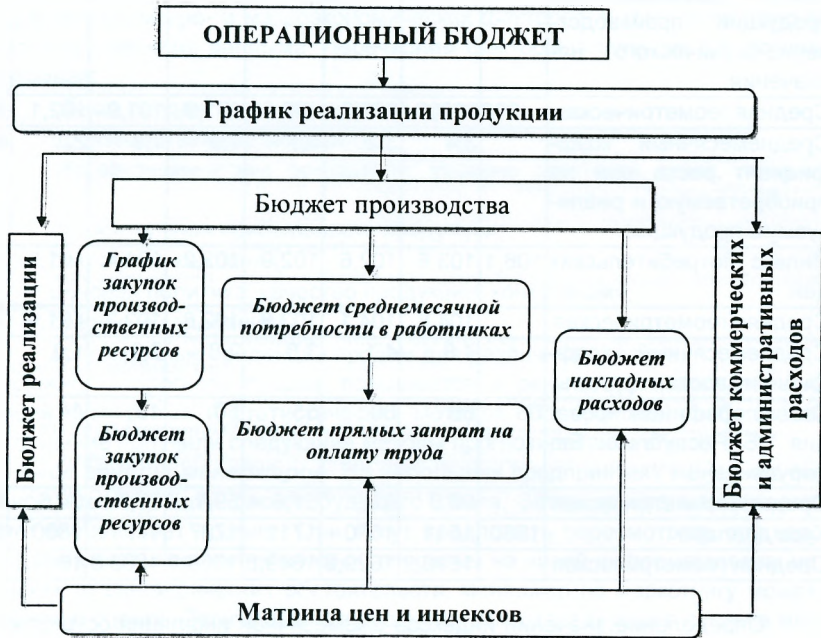 ОПЕРАЦИОННЫЙ БЮДЖЕТ
График реализации продукции
Бюджет производства
Бюджет реализации
График
закупок
производ-
ственных
ресурсов
Бюджет среднемесячной
потребности в работниках
Бюджет
накладных
расходов
Бюджет коммерческих
и административных
расходов
Бюджет
закупок
производ-
ственных
ресурсов
Бюджет прямых затрат на
оплату труда
Матрица цен и индексов